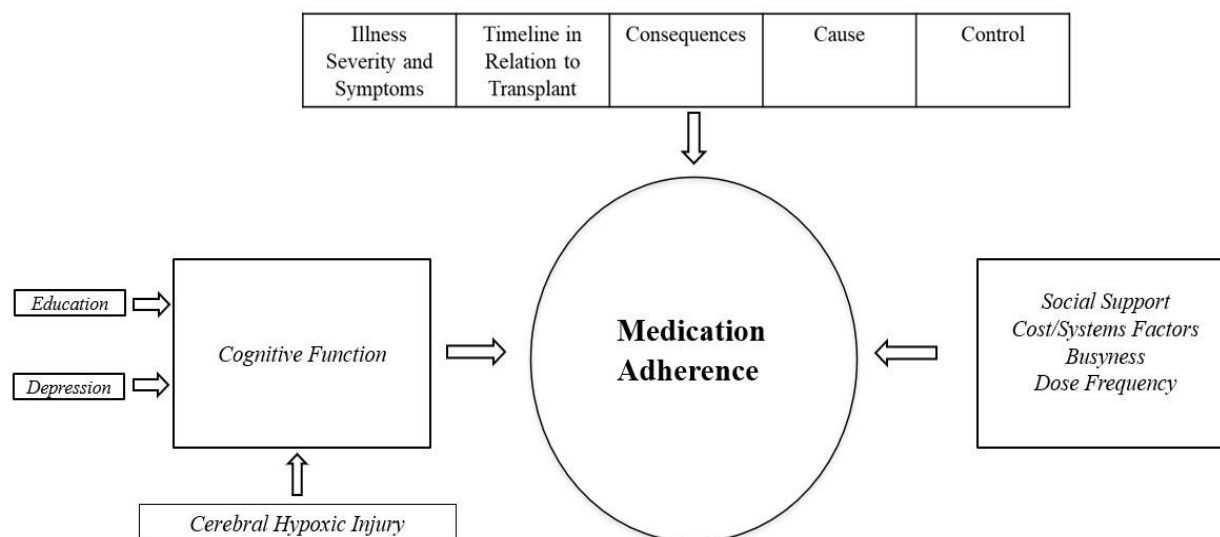 Illness
Severity and
Symptoms
Timeline in
Relation to
Transplant
Consequences
Cause
Control
Education
Depression
Cognitive Function
Cerebral Hypoxic Injury
Medication
Adherence
Social Support
Cost/Systems Factors
Busyness
Dose Frequency